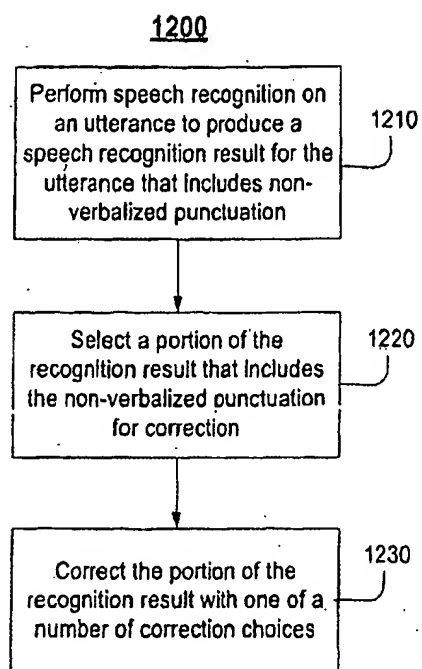 1200
Perform speech recognition on
an utterance to produce a
speech recognition result for the
utterance that includes non-
verbalized punctuation
1210
Select a portion of the
recognition result that includes
the non-verbalized punctuation
for correction
1220
Correct the portion of the
recognition result with one of a
number of correction choices
1230